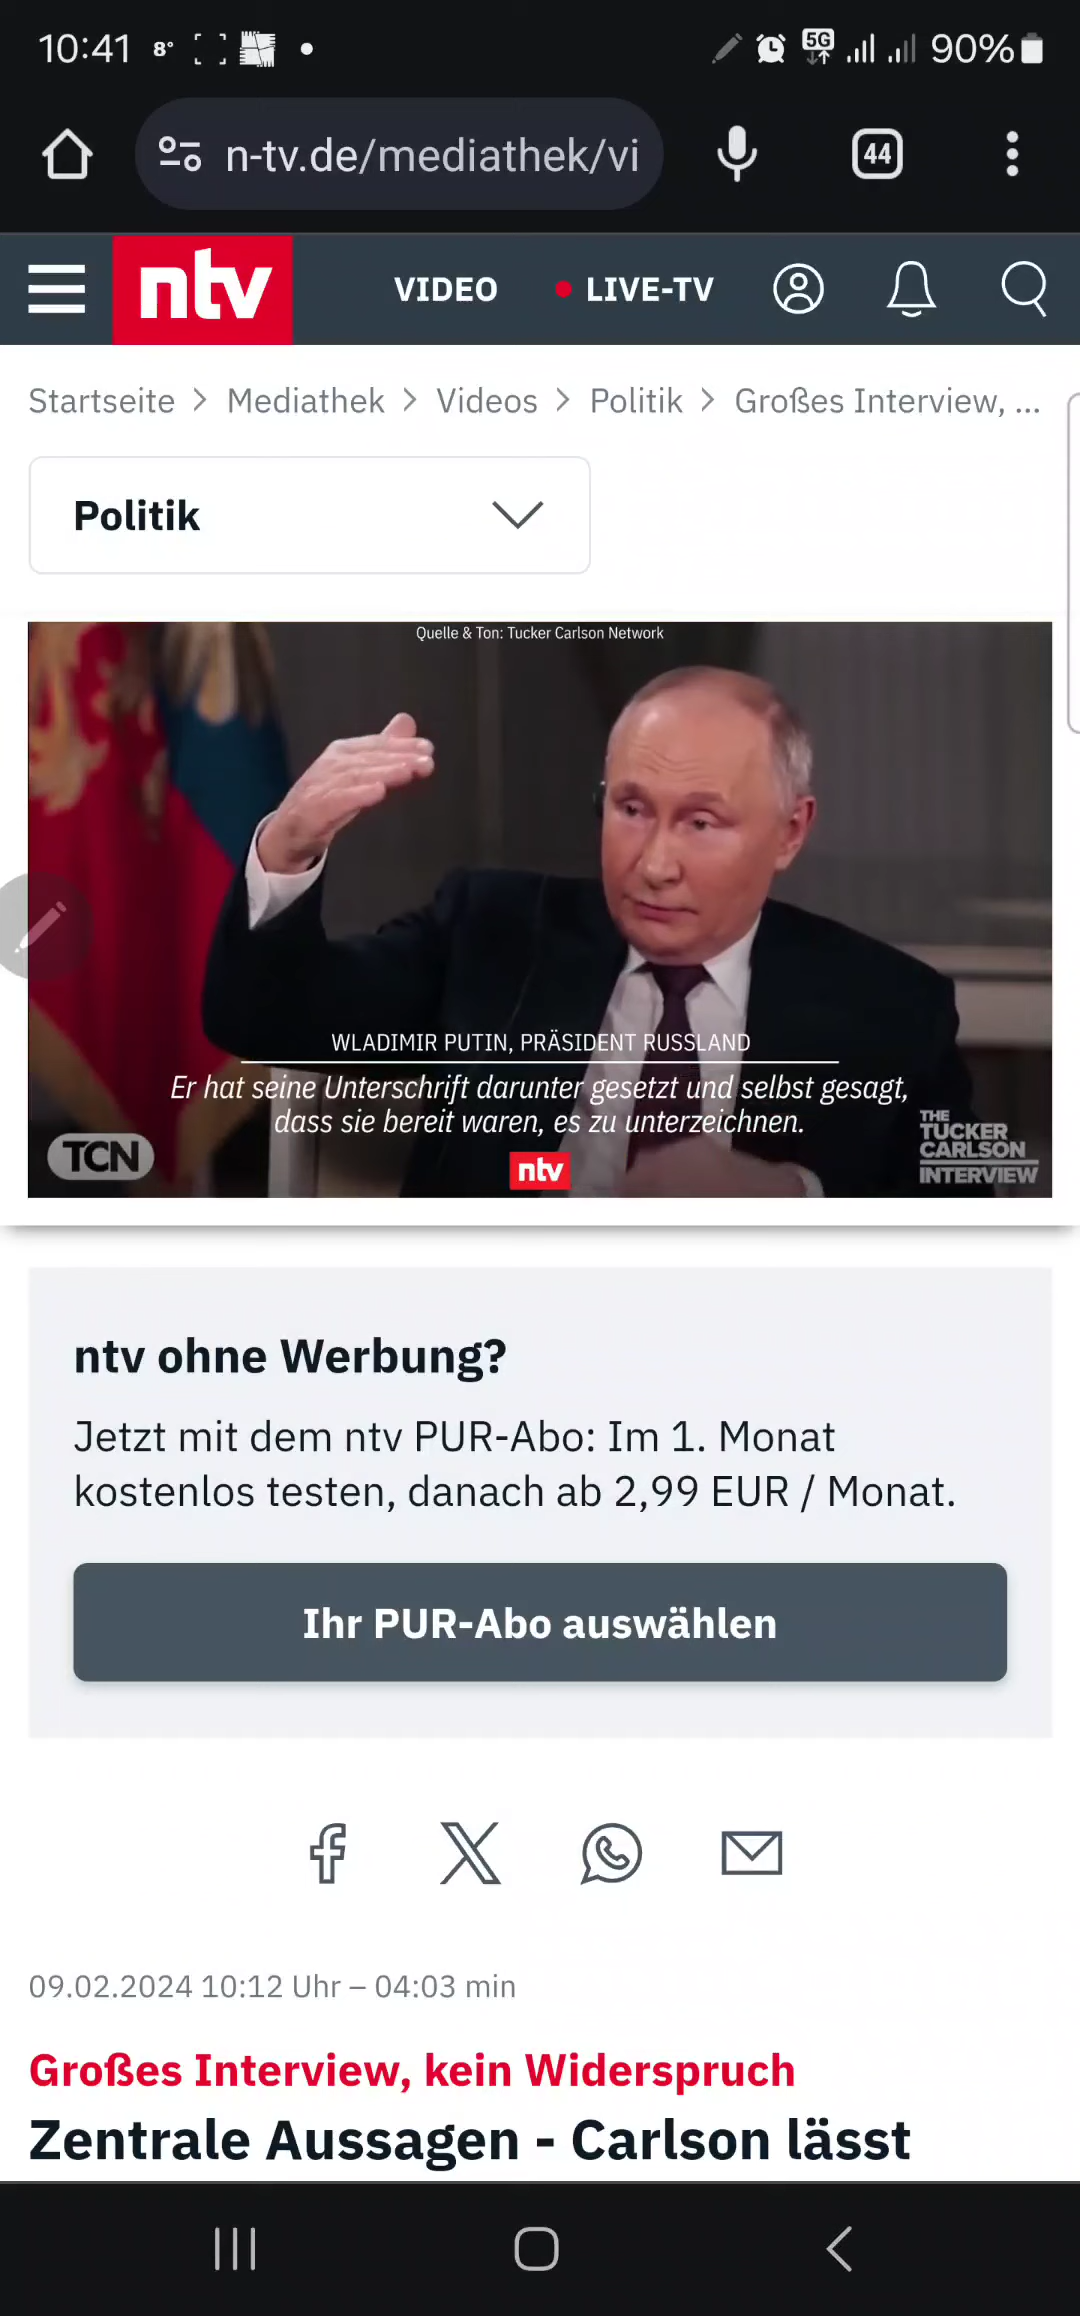 10:41 8° 5G 90%
n-tv.de/mediathek/vi 44
ntv VIDEO LIVE-TV
Startseite > Mediathek > Videos > Politik > Großes Interview, ...
Politik
Quelle & Ton: Tucker Carlson Network
WLADIMIR PUTIN, PRÄSIDENT RUSSLAND
Er hat seine Unterschrift darunter gesetzt und selbst gesagt,
dass sie bereit waren, es zu unterzeichnen.
TCN
ntv
THE
TUCKER
CARLSON
INTERVIEW
ntv ohne Werbung?
Jetzt mit dem ntv PUR-Abo: Im 1. Monat
kostenlos testen, danach ab 2,99 EUR / Monat.
Ihr PUR-Abo auswählen
09.02.2024 10:12 Uhr – 04:03 min
Großes Interview, kein Widerspruch
Zentrale Aussagen - Carlson lässt